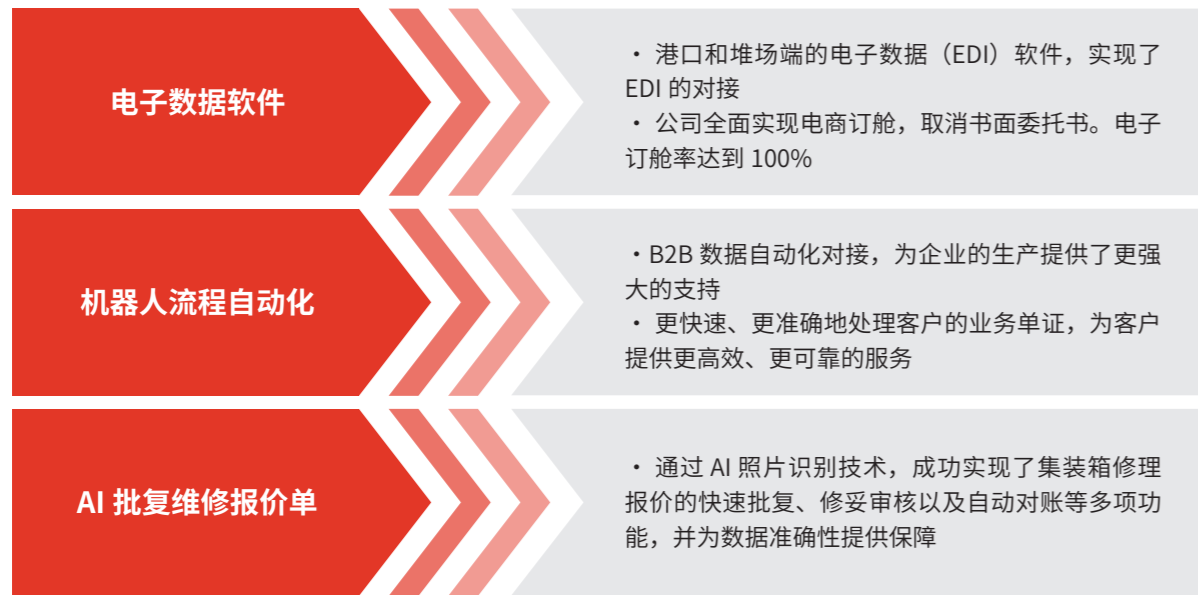 电子数据软件
• 港口和堆场端的电子数据（EDI）软件，实现了
EDI 的对接
• 公司全面实现电商订舱，取消书面委托书。电子
订舱率达到 100%
机器人流程自动化
•B2B 数据自动化对接，为企业的生产提供了更强
大的支持
• 更快速、更准确地处理客户的业务单证，为客户
提供更高效、更可靠的服务
AI 批复维修报价单
• 通过 AI 照片识别技术，成功实现了集装箱修理
报价的快速批复、修妥审核以及自动对账等多项功
能，并为数据准确性提供保障